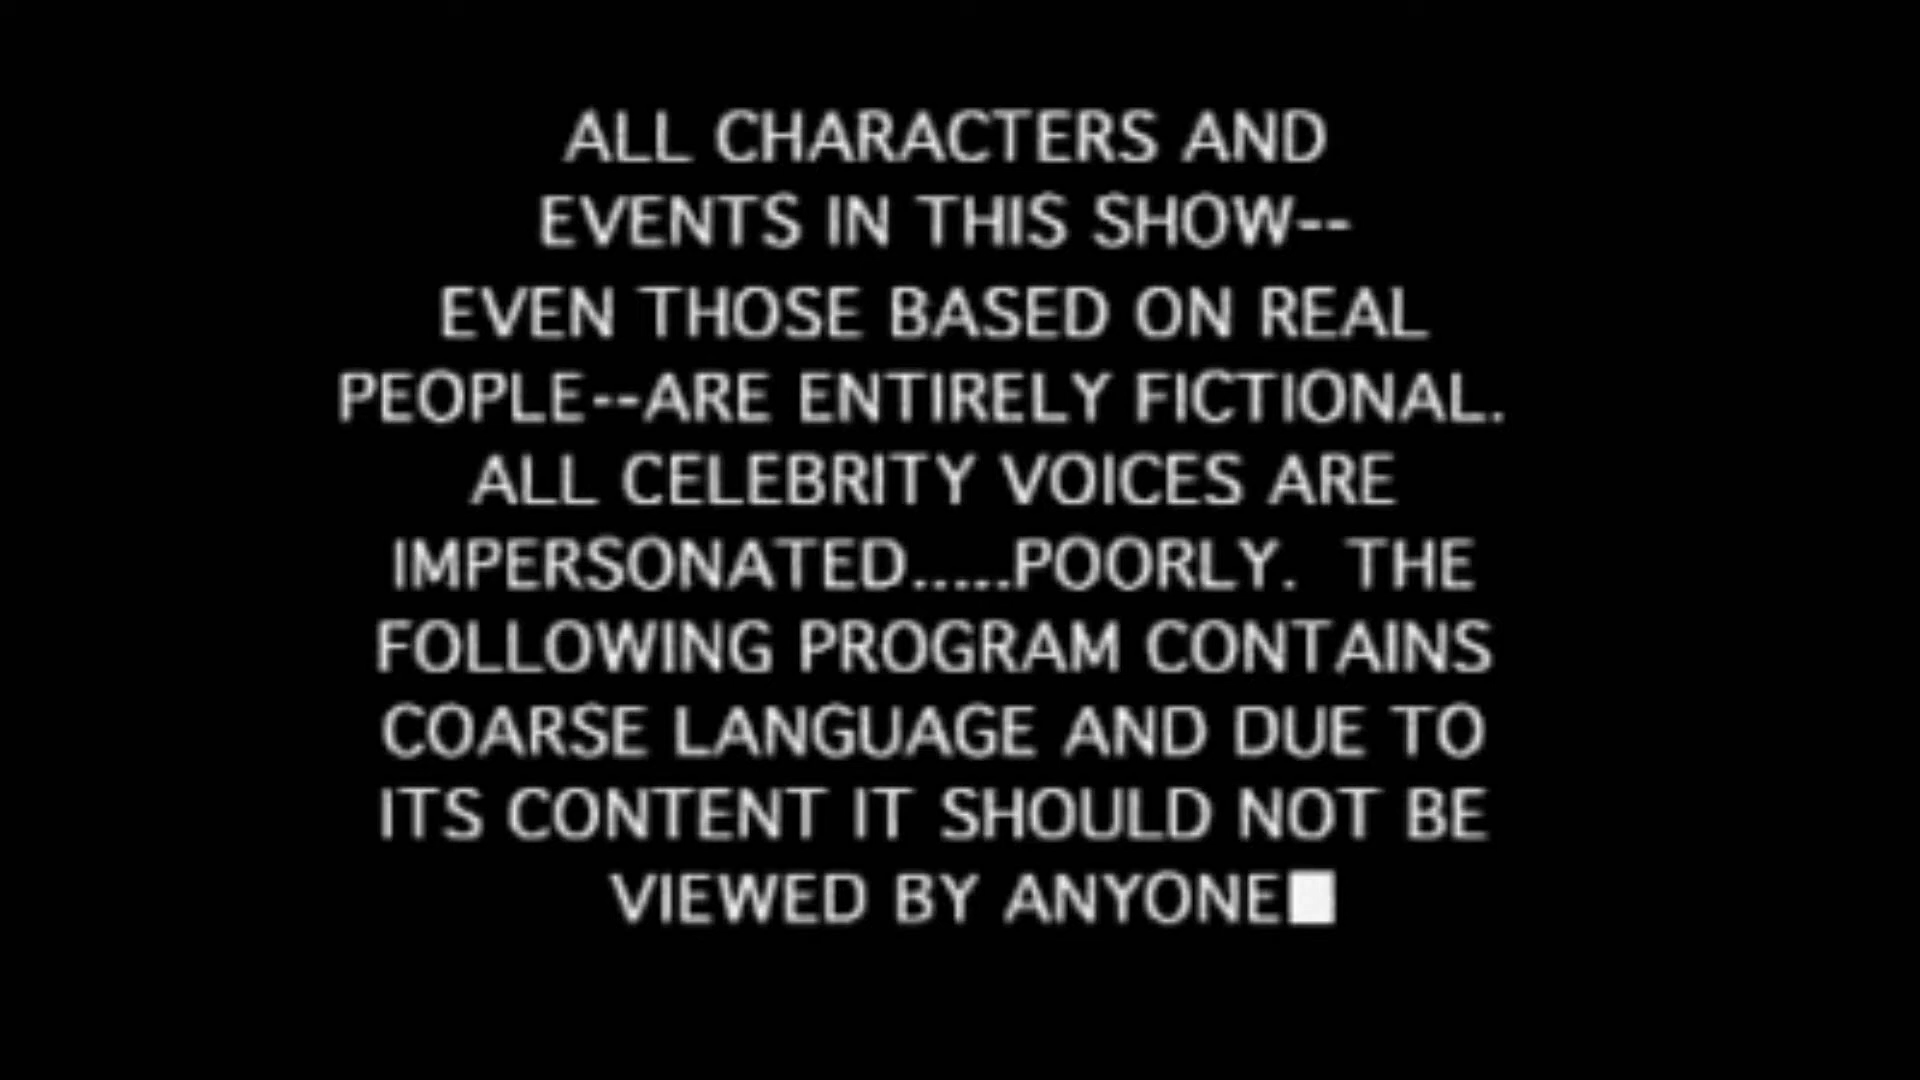 ALL CHARACTERS AND
EVENTS IN THIS SHOW--
EVEN THOSE BASED ON REAL
PEOPLE--ARE ENTIRELY FICTIONAL.
ALL CELEBRITY VOICES ARE
IMPERSONATED.....POORLY.  THE
FOLLOWING PROGRAM CONTAINS
COARSE LANGUAGE AND DUE TO
ITS CONTENT IT SHOULD NOT BE
VIEWED BY ANYONE■